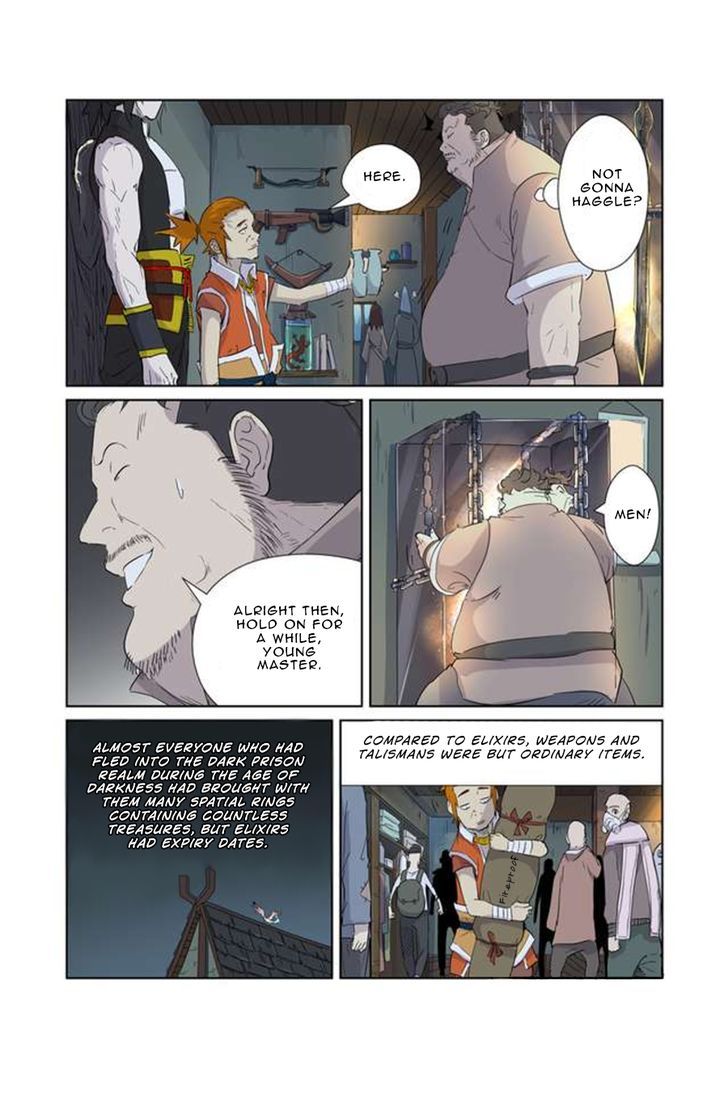 HERE.
NOT
GONNA
HAGGLE?
ALRIGHT THEN,
HOLD ON FOR
A WHILE,
YOUNG
MASTER.
MEN!
ALMOST EVERYONE WHO HAD
FLED INTO THE DARK PRISON
REALM DURING THE AGE OF
DARKNESS HAD BROUGHT WITH
THEM MANY SPATIAL RINGS
CONTAINING COUNTLESS
TREASURES, BUT ELIXIRS
HAD EXPIRY DATES.
COMPARED TO ELIXIRS, WEAPONS AND
TALISMANS WERE BUT ORDINARY ITEMS.
Fireproof